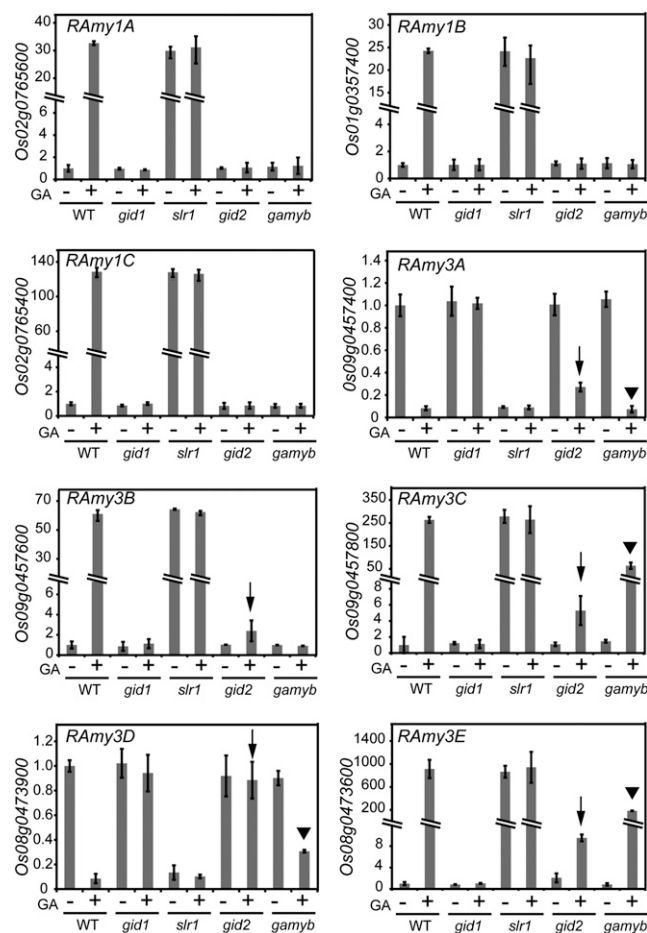 RAmy1A
Os02g0765600
30
20
10
6
4
2
0
- + - + - + - + - +
GA
WT gid1 slr1 gid2 gamyb
RAmy1B
Os01g0357400
25
20
15
10
4
2
0
- + - + - + - + - +
GA
WT gid1 slr1 gid2 gamyb
RAmy1C
Os02g0765400
140
100
60
6
4
2
0
- + - + - + - + - +
GA
WT gid1 slr1 gid2 gamyb
RAmy3A
0s09g0457400
1.4
1.2
1.0
0.8
0.6
0.4
0.2
0
- + - + - + - + - +
GA
WT gid1 slr1 gid2 gamyb
RAmy3B
Os09g0457600
70
50
30
6
4
2
0
- + - + - + - + - +
GA
WT gid1 slr1 gid2 gamyb
RAmy3C
Os09g0457800
350
250
150
50
8
6
4
2
0
- + - + - + - + - +
GA
WT gid1 slr1 gid2 gamyb
RAmy3D
Os08g0473900
1.2
1.0
0.8
0.6
0.4
0.2
0
- + - + - + - + - +
GA
WT gid1 slr1 gid2 gamyb
RAmy3E
Os08g0473600
1400
1000
600
200
8
4
0
- + - + - + - + - +
GA
WT gid1 slr1 gid2 gamyb